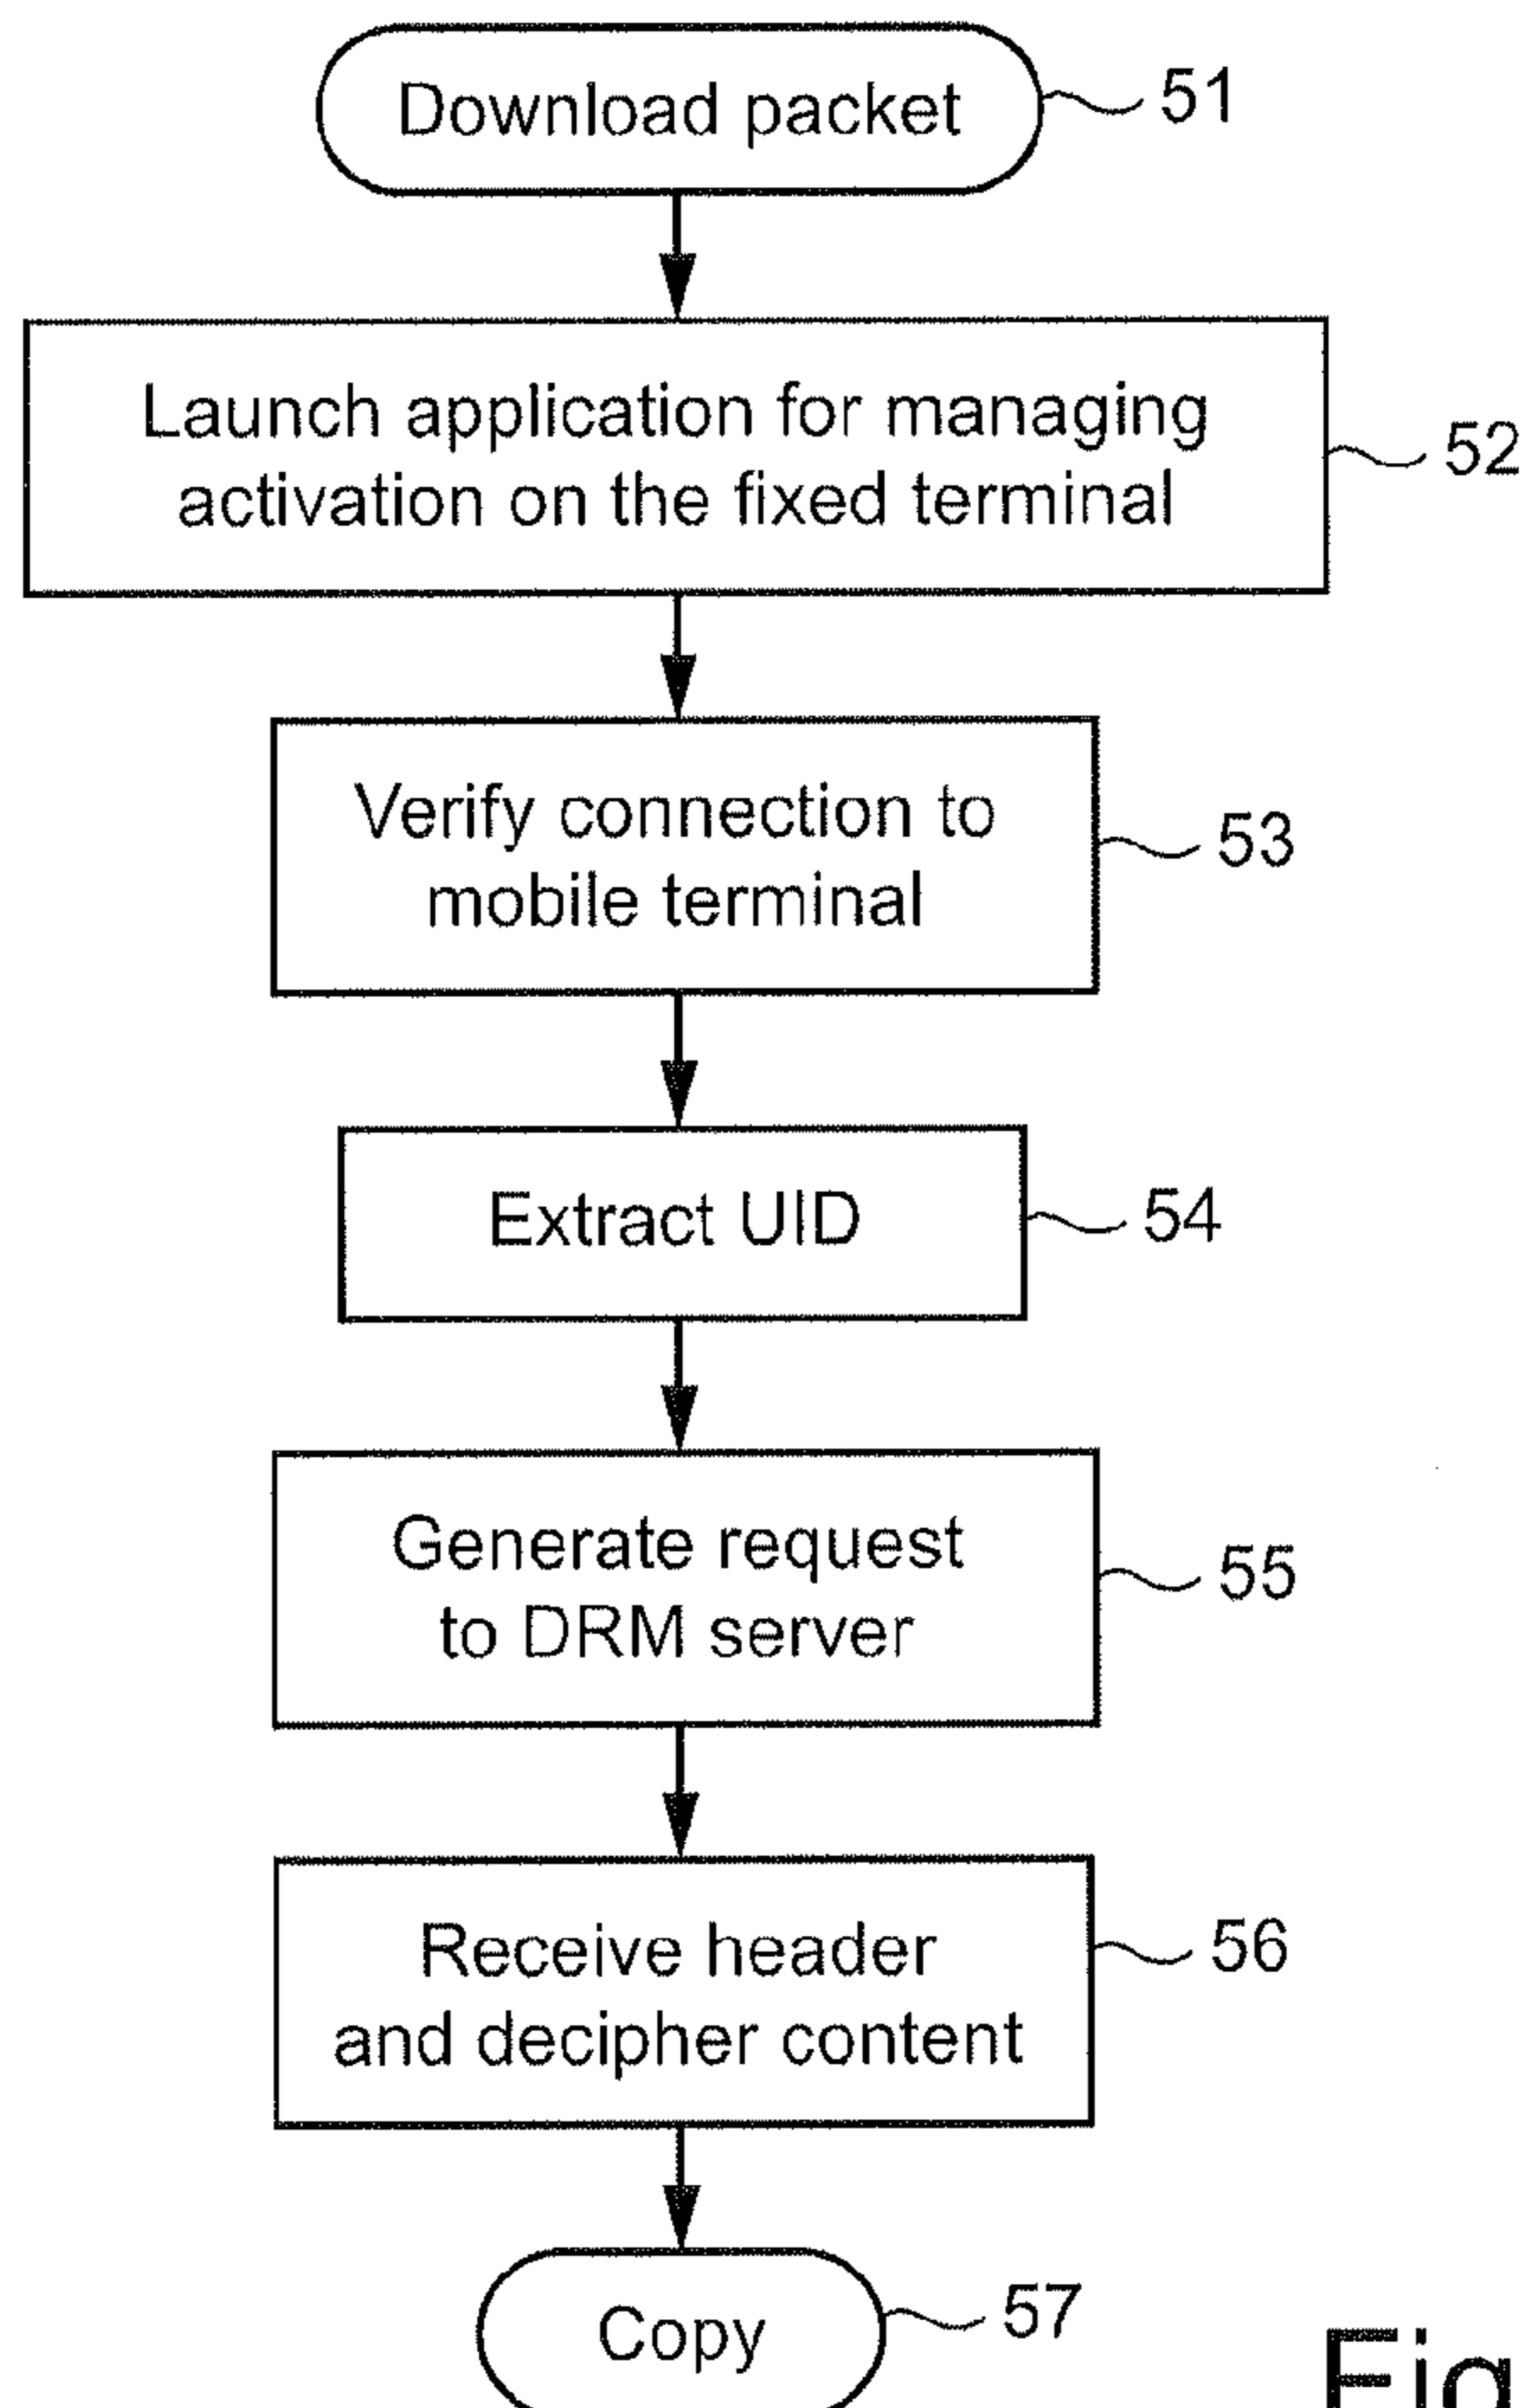 Download packet
51
Launch application for managing
activation on the fixed terminal
52
Verify connection to
mobile terminal
53
Extract UID
54
Generate request
to DRM server
55
Receive header
and decipher content
56
Copy
57
Fig